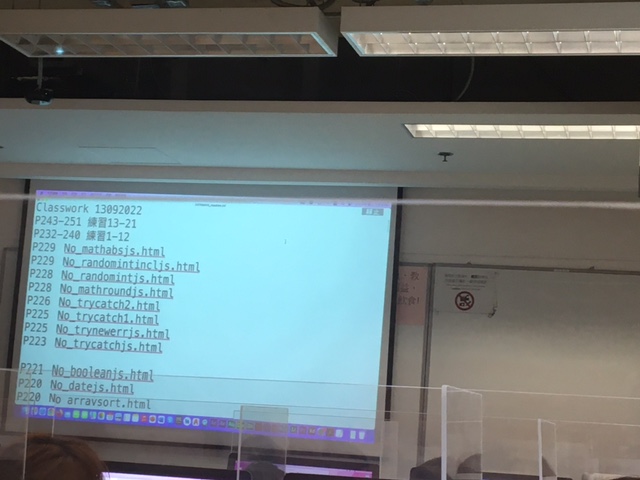 Classwork 13092022
P243-251 練習13-21
P232-240 練習1-12
P229 No_mathabsjs.html
P229 No_randomintincljs.html
P228 No_randomintjs.html
P228 No_mathroundjs.html
P226 No_trycatch2.html
P225 No_trycatch1.html
P225 No_trynewerrjs.html
P223 No_trycatchjs.html
P221 No_booleanjs.html
P220 No_datejs.html
P220 No arraysort.html